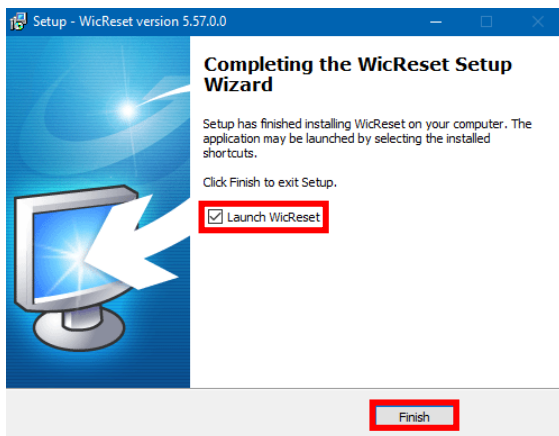 Setup - WicReset version 5.57.0.0
Completing the WicReset Setup
Wizard
Setup has finished installing WicReset on your computer. The
application may be launched by selecting the installed
shortcuts.
Click Finish to exit Setup.
Launch WicReset
Finish